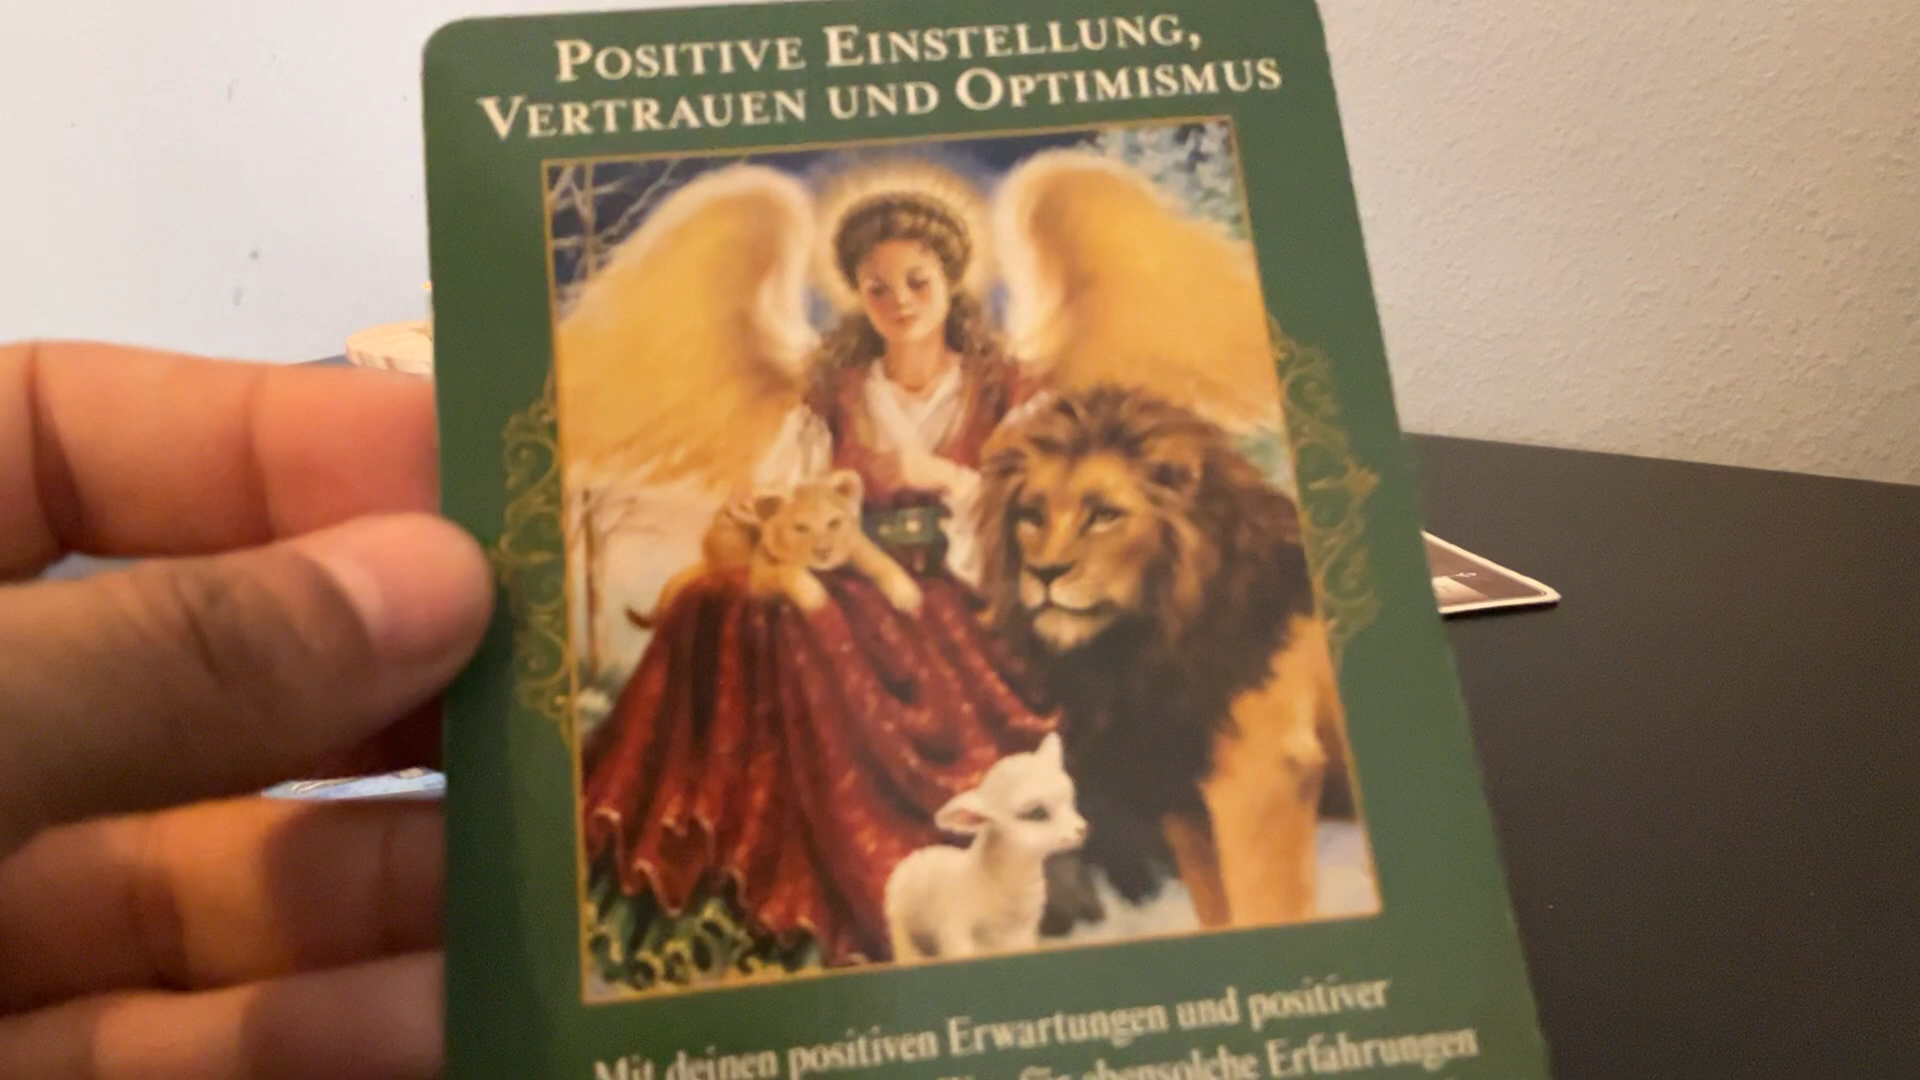 POSITIVE EINSTELLUNG,
VERTRAUEN UND OPTIMISMUS
Mit deinen positiven Erwartungen und positiver
für ebensolche Erfahrungen